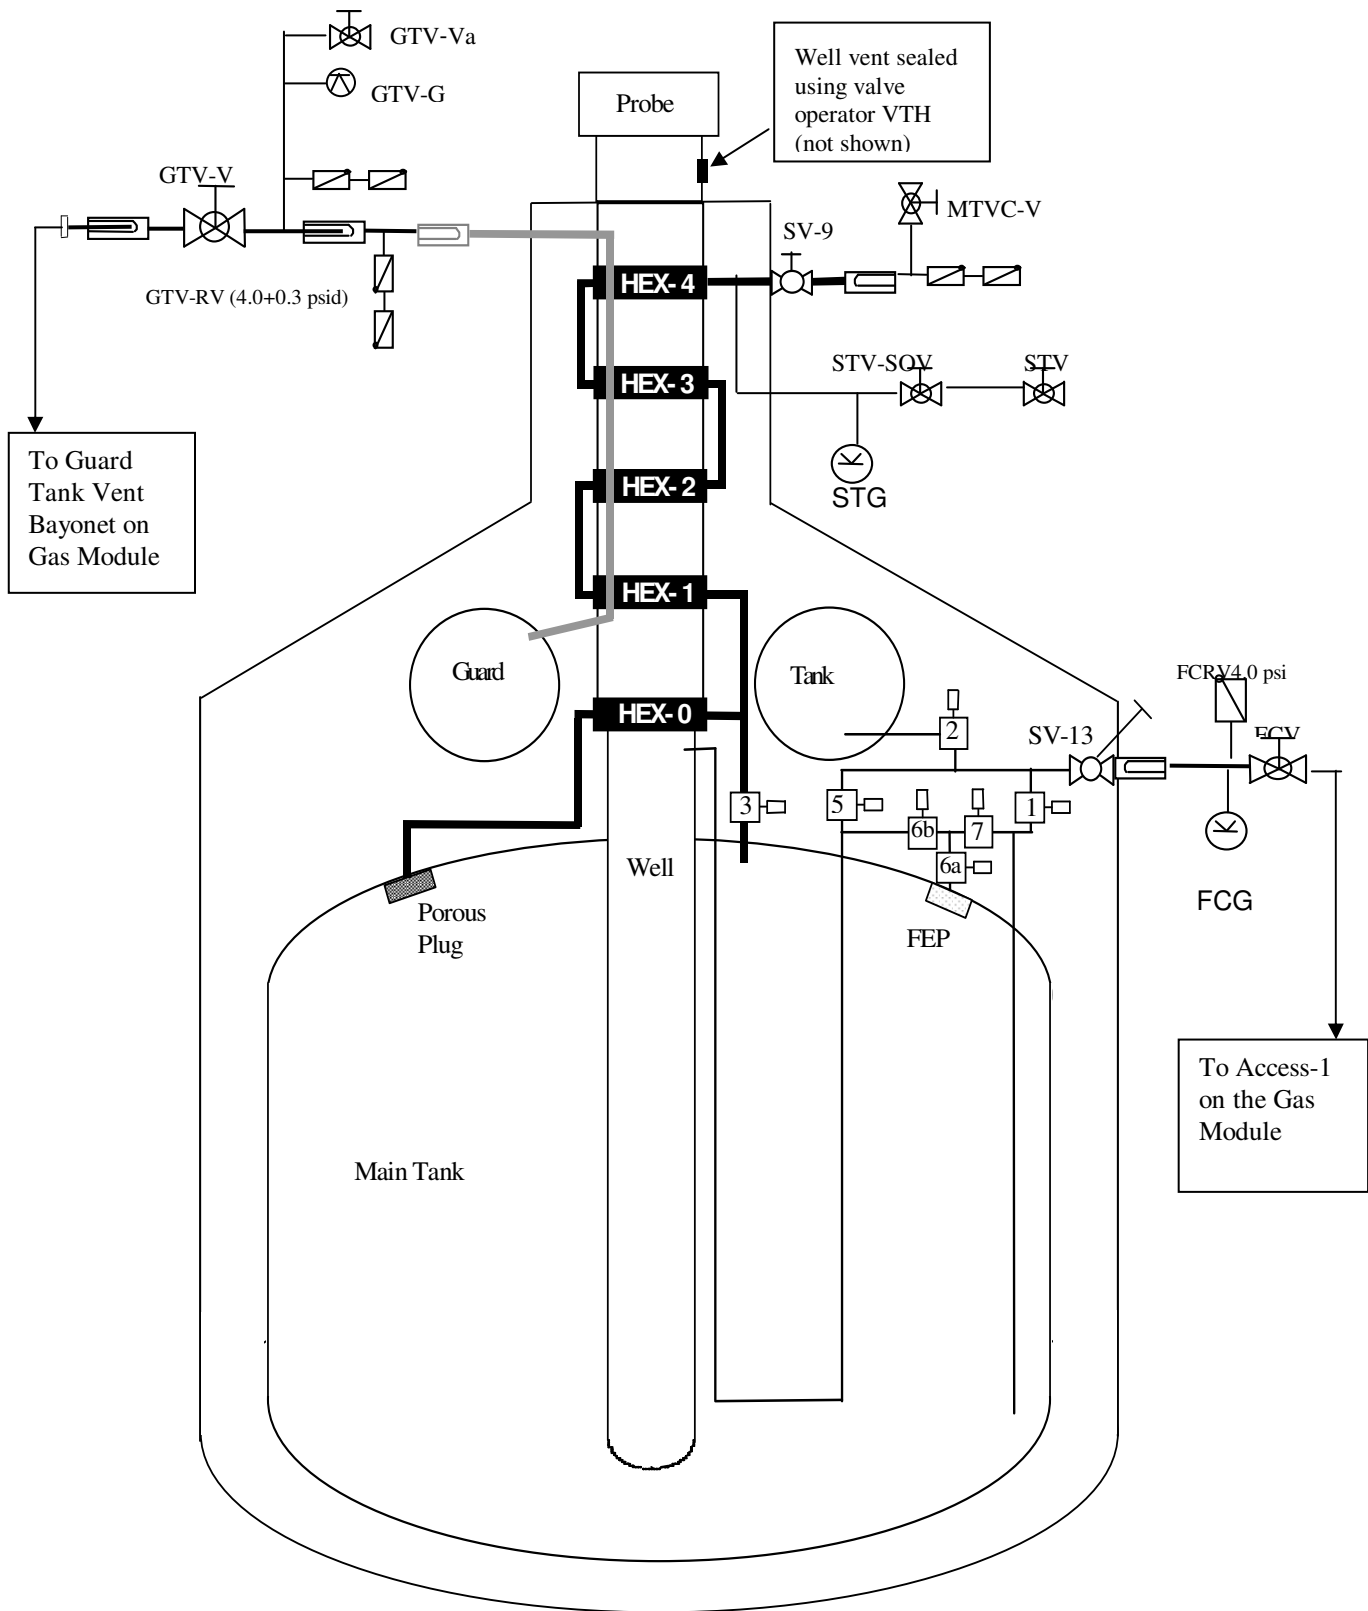 GTV-Va
GTV-G
Probe
Well vent sealed
using valve
operator VTH
(not shown)
GTV-V
MTVC-V
SV-9
HEX- 4
GTV-RV (4.0+0.3 psid)
STV-SOV
STV
HEX- 3
To Guard
Tank Vent
Bayonet on
Gas Module
HEX- 2
STG
HEX- 1
Guard
Tank
FCRV4.0 psi
HEX- 0
2
SV-13
FCV
3
5
6b
7
1
Well
6a
Porous
Plug
FEP
FCG
To Access-1
on the Gas
Module
Main Tank